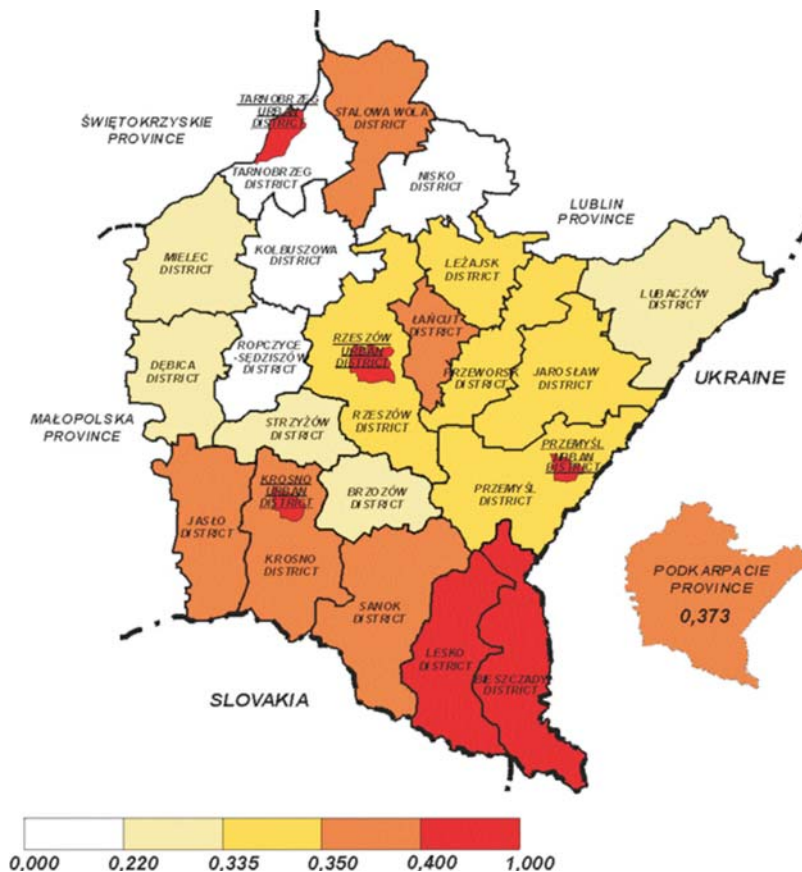 TARNOBRZEG
URBAN
DISTRICT
ŚWIĘTOKRZYSKIE
PROVINCE
STALOWA WOLA
DISTRICT
TARNOBRZEG
DISTRICT
NISKO
DISTRICT
LUBLIN
PROVINCE
MIELEC
DISTRICT
KOLBUSZOWA
DISTRICT
LEŻAJSK
DISTRICT
LUBACZÓW
DISTRICT
ŁAŃCUT
DISTRICT
RZESZÓW
URBAN
DISTRICT
ROPCZYCE
-SĘDZISZÓW
DISTRICT
DĘBICA
DISTRICT
PRZEWORSK
DISTRICT
JAROSŁAW
DISTRICT
UKRAINE
MAŁOPOLSKA
PROVINCE
STRZYŻÓW
DISTRICT
RZESZÓW
DISTRICT
PRZEMYŚL
URBAN
DISTRICT
KROSNO
URBAN
DISTRICT
BRZOZÓW
DISTRICT
PRZEMYŚL
DISTRICT
JASŁO
DISTRICT
KROSNO
DISTRICT
SANOK
DISTRICT
LESKO
DISTRICT
BIESZCZADY
DISTRICT
PODKARPACIE
PROVINCE
0,373
SLOVAKIA
0,000 0,220 0,335 0,350 0,400 1,000